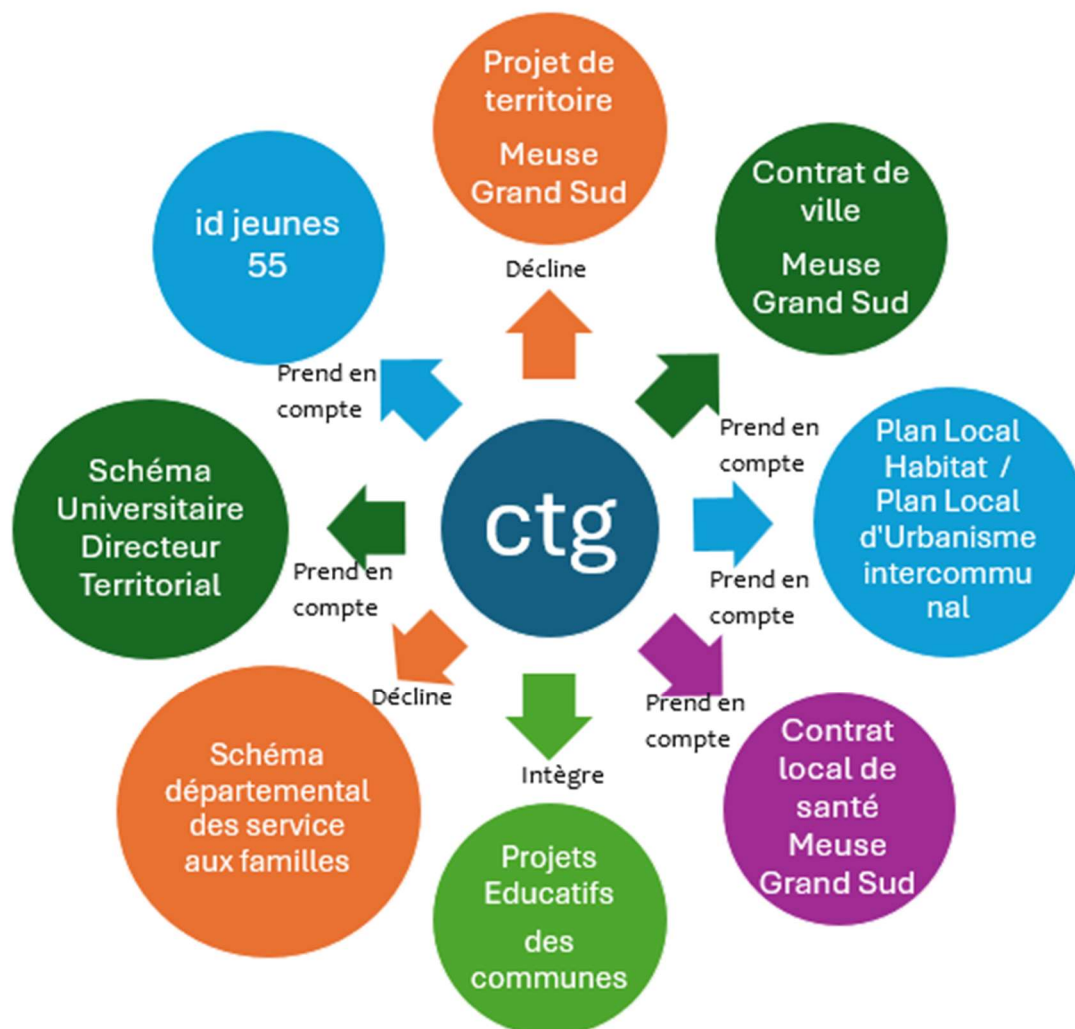 Projet de
territoire
Meuse
Grand Sud
Décline
Contrat de
ville
Meuse
Grand Sud
Prend en
compte
Plan Local
Habitat /
Plan Local
d'Urbanisme
intercommu
nal
Prend en
compte
Contrat
local de
santé
Meuse
Grand Sud
Prend en
compte
Projets
Educatifs
des
communes
Intègre
Schéma
départemental
des service
aux familles
Décline
Schéma
Universitaire
Directeur
Territorial
Prend en
compte
id jeunes
55
Prend en
compte
ctg